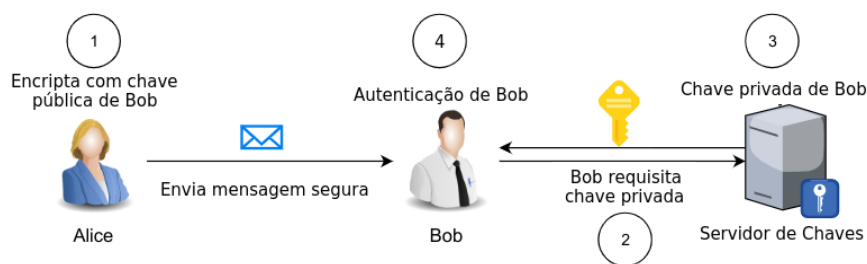 1
Encripta com chave
pública de Bob
Alice
Envia mensagem segura
4
Autenticação de Bob
Bob
Bob requisita
chave privada
2
3
Chave privada de Bob
Servidor de Chaves